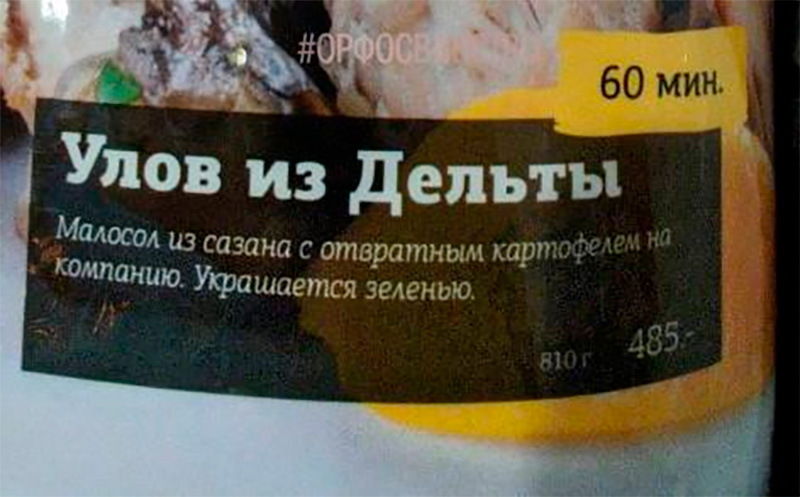 60 мин.
Улов из Дельты
Малосол из сазана с отвратным картофелем на
компанию. Украшается зеленью.
810 г 485.-